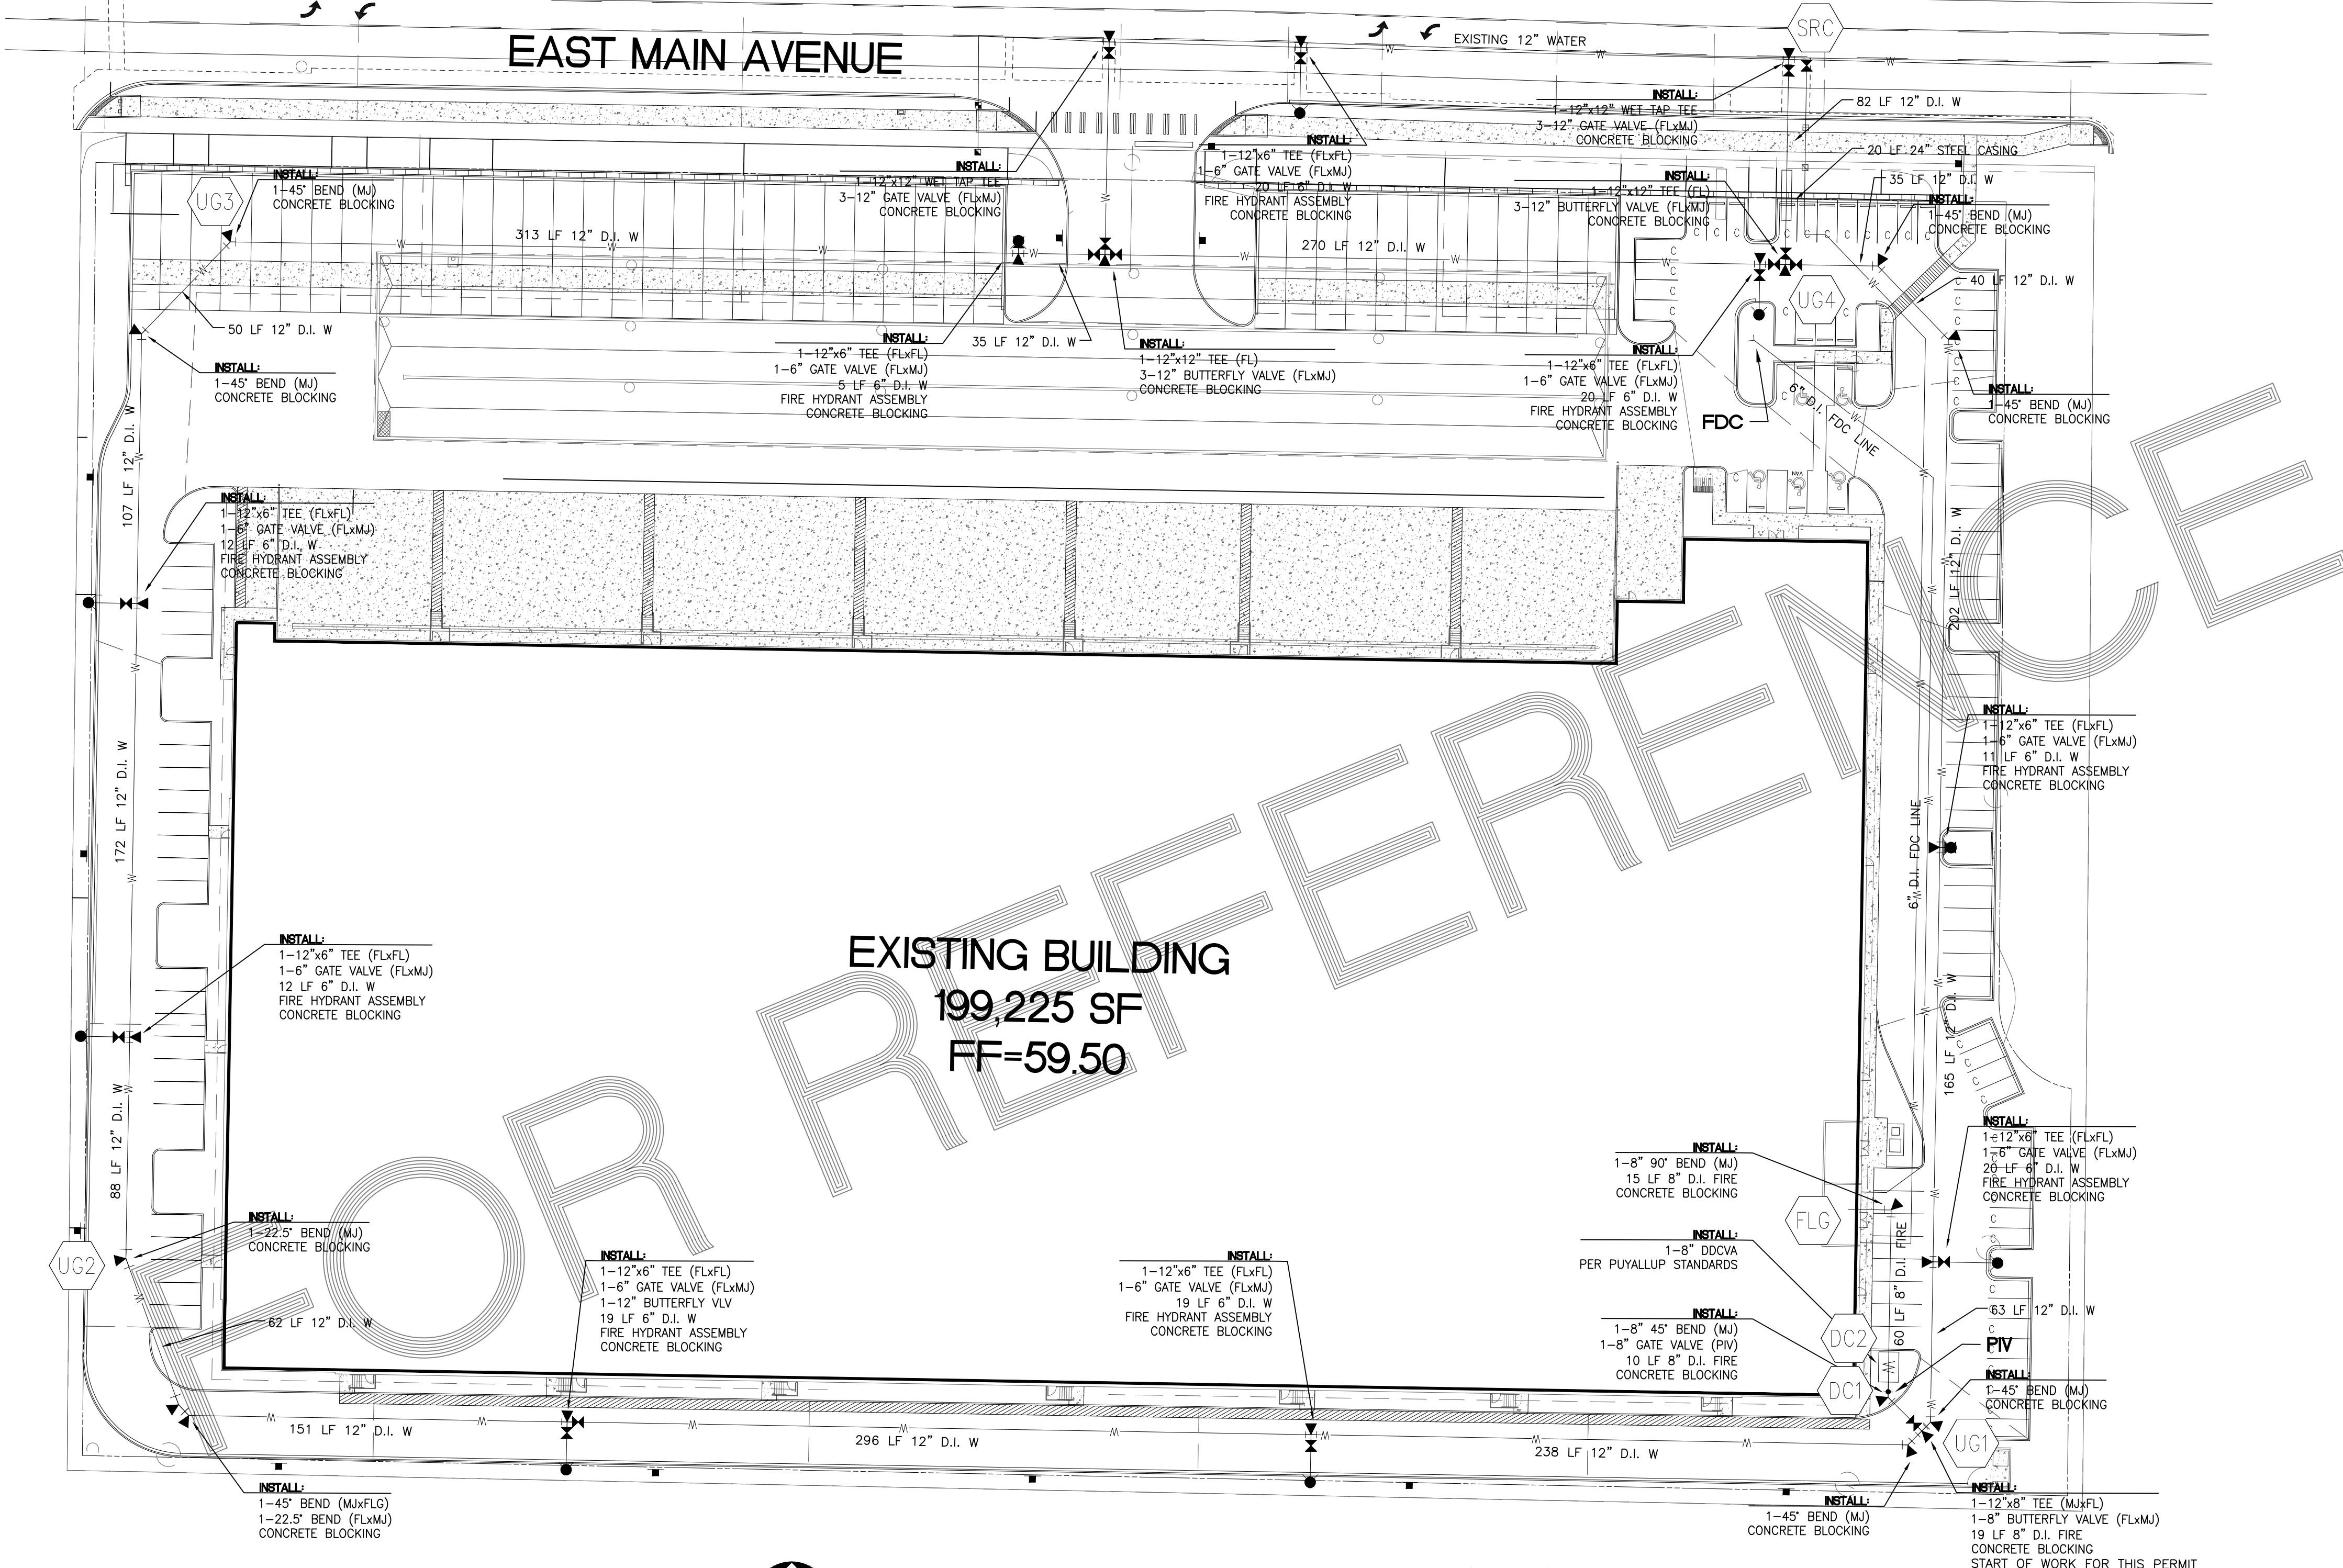 EAST MAIN AVENUE
EXISTING 12" WATER
SRC
INSTALL:
1-12"x12" WET TAP TEE
3-12" GATE VALVE (FLxMJ)
CONCRETE BLOCKING
82 LF 12" D.I. W
20 LF 24" STEEL CASING
35 LF 12" D.I. W
INSTALL:
1-12"x6" TEE (FLxFL)
1-6" GATE VALVE (FLxMJ)
20 LF 6" D.I. W
FIRE HYDRANT ASSEMBLY
CONCRETE BLOCKING
INSTALL:
1-12"x12" WET TAP TEE
3-12" GATE VALVE (FLxMJ)
CONCRETE BLOCKING
INSTALL:
1-12"x12" TEE (FL)
3-12" BUTTERFLY VALVE (FLxMJ)
CONCRETE BLOCKING
INSTALL:
1-45° BEND (MJ)
CONCRETE BLOCKING
UG3
INSTALL:
1-45° BEND (MJ)
CONCRETE BLOCKING
313 LF 12" D.I. W
270 LF 12" D.I. W
40 LF 12" D.I. W
UG4
50 LF 12" D.I. W
35 LF 12" D.I. W
INSTALL:
1-45° BEND (MJ)
CONCRETE BLOCKING
INSTALL:
1-12"x6" TEE (FLxFL)
1-6" GATE VALVE (FLxMJ)
5 LF 6" D.I. W
FIRE HYDRANT ASSEMBLY
CONCRETE BLOCKING
INSTALL:
1-12"x12" TEE (FL)
3-12" BUTTERFLY VALVE (FLxMJ)
CONCRETE BLOCKING
INSTALL:
1-12"x6" TEE (FLxFL)
1-6" GATE VALVE (FLxMJ)
20 LF 6" D.I. W
FIRE HYDRANT ASSEMBLY
CONCRETE BLOCKING
FDC
6" D.I. FDC LINE
INSTALL:
1-45° BEND (MJ)
CONCRETE BLOCKING
107 LF 12" D.I. W
INSTALL:
1-12"x6" TEE (FLxFL)
1-6" GATE VALVE (FLxMJ)
12 LF 6" D.I. W
FIRE HYDRANT ASSEMBLY
CONCRETE BLOCKING
VAN
202 LF 12" D.I. W
INSTALL:
1-12"x6" TEE (FLxFL)
1-6" GATE VALVE (FLxMJ)
11 LF 6" D.I. W
FIRE HYDRANT ASSEMBLY
CONCRETE BLOCKING
172 LF 12" D.I. W
6" D.I. FDC LINE
FOR REFERENCE
EXISTING BUILDING
199,225 SF
FF=59.50
INSTALL:
1-12"x6" TEE (FLxFL)
1-6" GATE VALVE (FLxMJ)
12 LF 6" D.I. W
FIRE HYDRANT ASSEMBLY
CONCRETE BLOCKING
88 LF 12" D.I. W
165 LF 12" D.I. W
INSTALL:
1-8" 90° BEND (MJ)
15 LF 8" D.I. FIRE
CONCRETE BLOCKING
INSTALL:
1-12"x6" TEE (FLxFL)
1-6" GATE VALVE (FLxMJ)
20 LF 6" D.I. W
FIRE HYDRANT ASSEMBLY
CONCRETE BLOCKING
FLG
UG2
INSTALL:
1-22.5° BEND (MJ)
CONCRETE BLOCKING
62 LF 12" D.I. W
INSTALL:
1-12"x6" TEE (FLxFL)
1-6" GATE VALVE (FLxMJ)
1-12" BUTTERFLY VLV
19 LF 6" D.I. W
FIRE HYDRANT ASSEMBLY
CONCRETE BLOCKING
INSTALL:
1-12"x6" TEE (FLxFL)
1-6" GATE VALVE (FLxMJ)
19 LF 6" D.I. W
FIRE HYDRANT ASSEMBLY
CONCRETE BLOCKING
INSTALL:
1-8" DDCVA
PER PUYALLUP STANDARDS
60 LF 8" D.I. FIRE
63 LF 12" D.I. W
INSTALL:
1-8" 45° BEND (MJ)
1-8" GATE VALVE (PIV)
10 LF 8" D.I. FIRE
CONCRETE BLOCKING
DC2
DC1
PIV
INSTALL:
1-45° BEND (MJ)
CONCRETE BLOCKING
UG1
151 LF 12" D.I. W
296 LF 12" D.I. W
238 LF 12" D.I. W
INSTALL:
1-45° BEND (MJxFLG)
1-22.5° BEND (FLxMJ)
CONCRETE BLOCKING
INSTALL:
1-45° BEND (MJ)
CONCRETE BLOCKING
INSTALL:
1-12"x8" TEE (MJxFL)
1-8" BUTTERFLY VALVE (FLxMJ)
19 LF 8" D.I. FIRE
CONCRETE BLOCKING
START OF WORK FOR THIS PERMIT